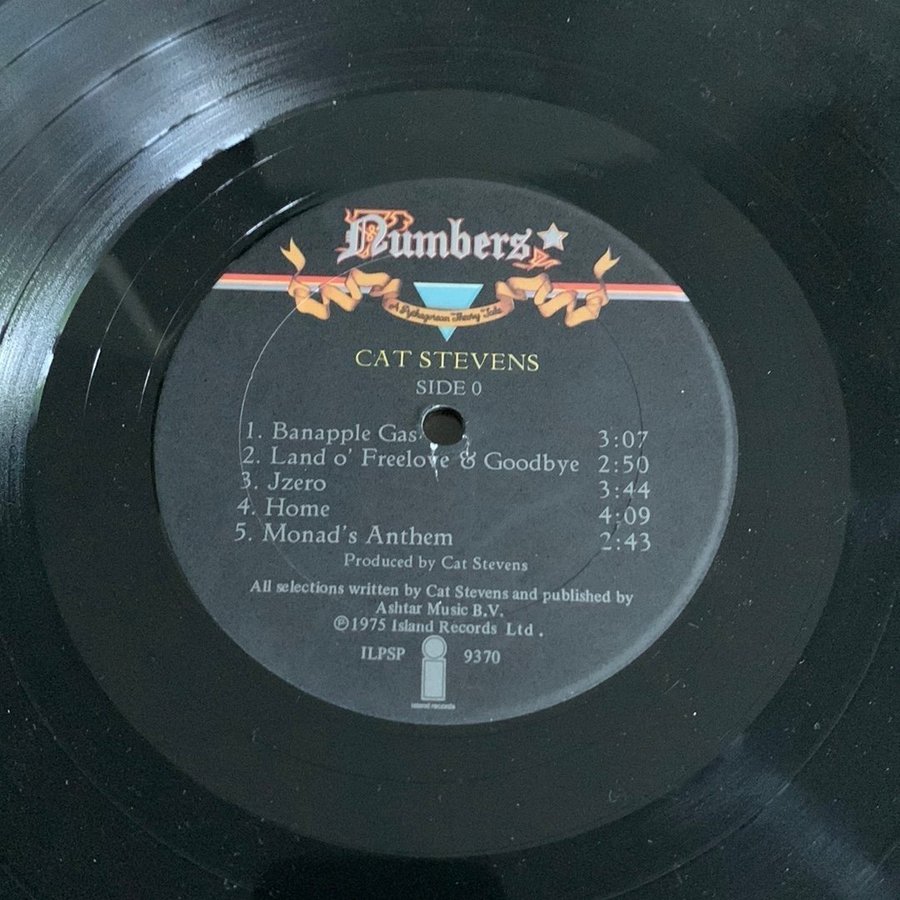 Numbers
A Pythagorean Theory Tale
CAT STEVENS
SIDE 0
1. Banapple Gas 3:07
2. Land o' Freelove & Goodbye 2:50
3. Jzero 3:44
4. Home 4:09
5. Monad's Anthem 2:43
Produced by Cat Stevens
All selections written by Cat Stevens and published by
Ashtar Music B.V.
℗1975 Island Records Ltd.
ILPSP 9370
island records